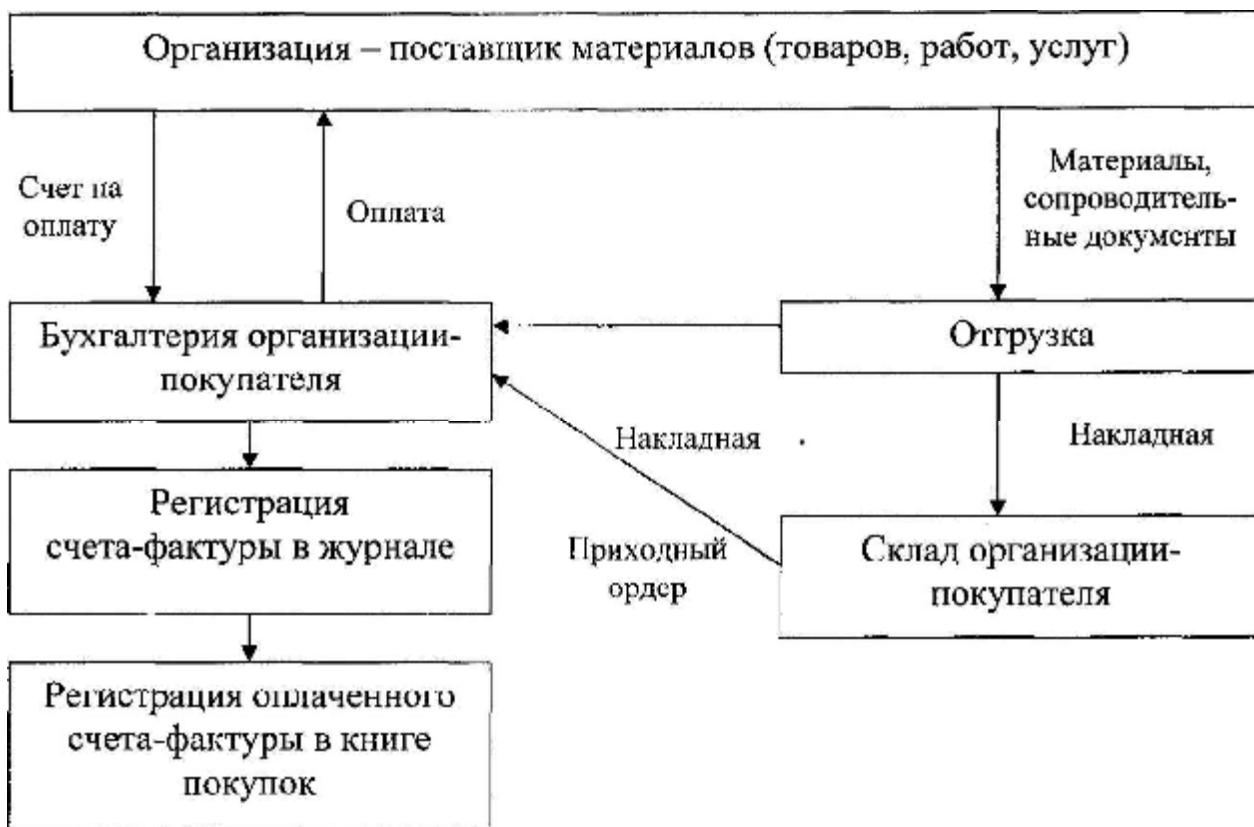 Организация – поставщик материалов (товаров, работ, услуг)
Счет на
оплату
Оплата
Материалы,
сопроводитель-
ные документы
Бухгалтерия организации-
покупателя
Отгрузка
Накладная
Накладная
Регистрация
счета-фактуры в журнале
Приходный
ордер
Склад организации-
покупателя
Регистрация оплаченного
счета-фактуры в книге
покупок